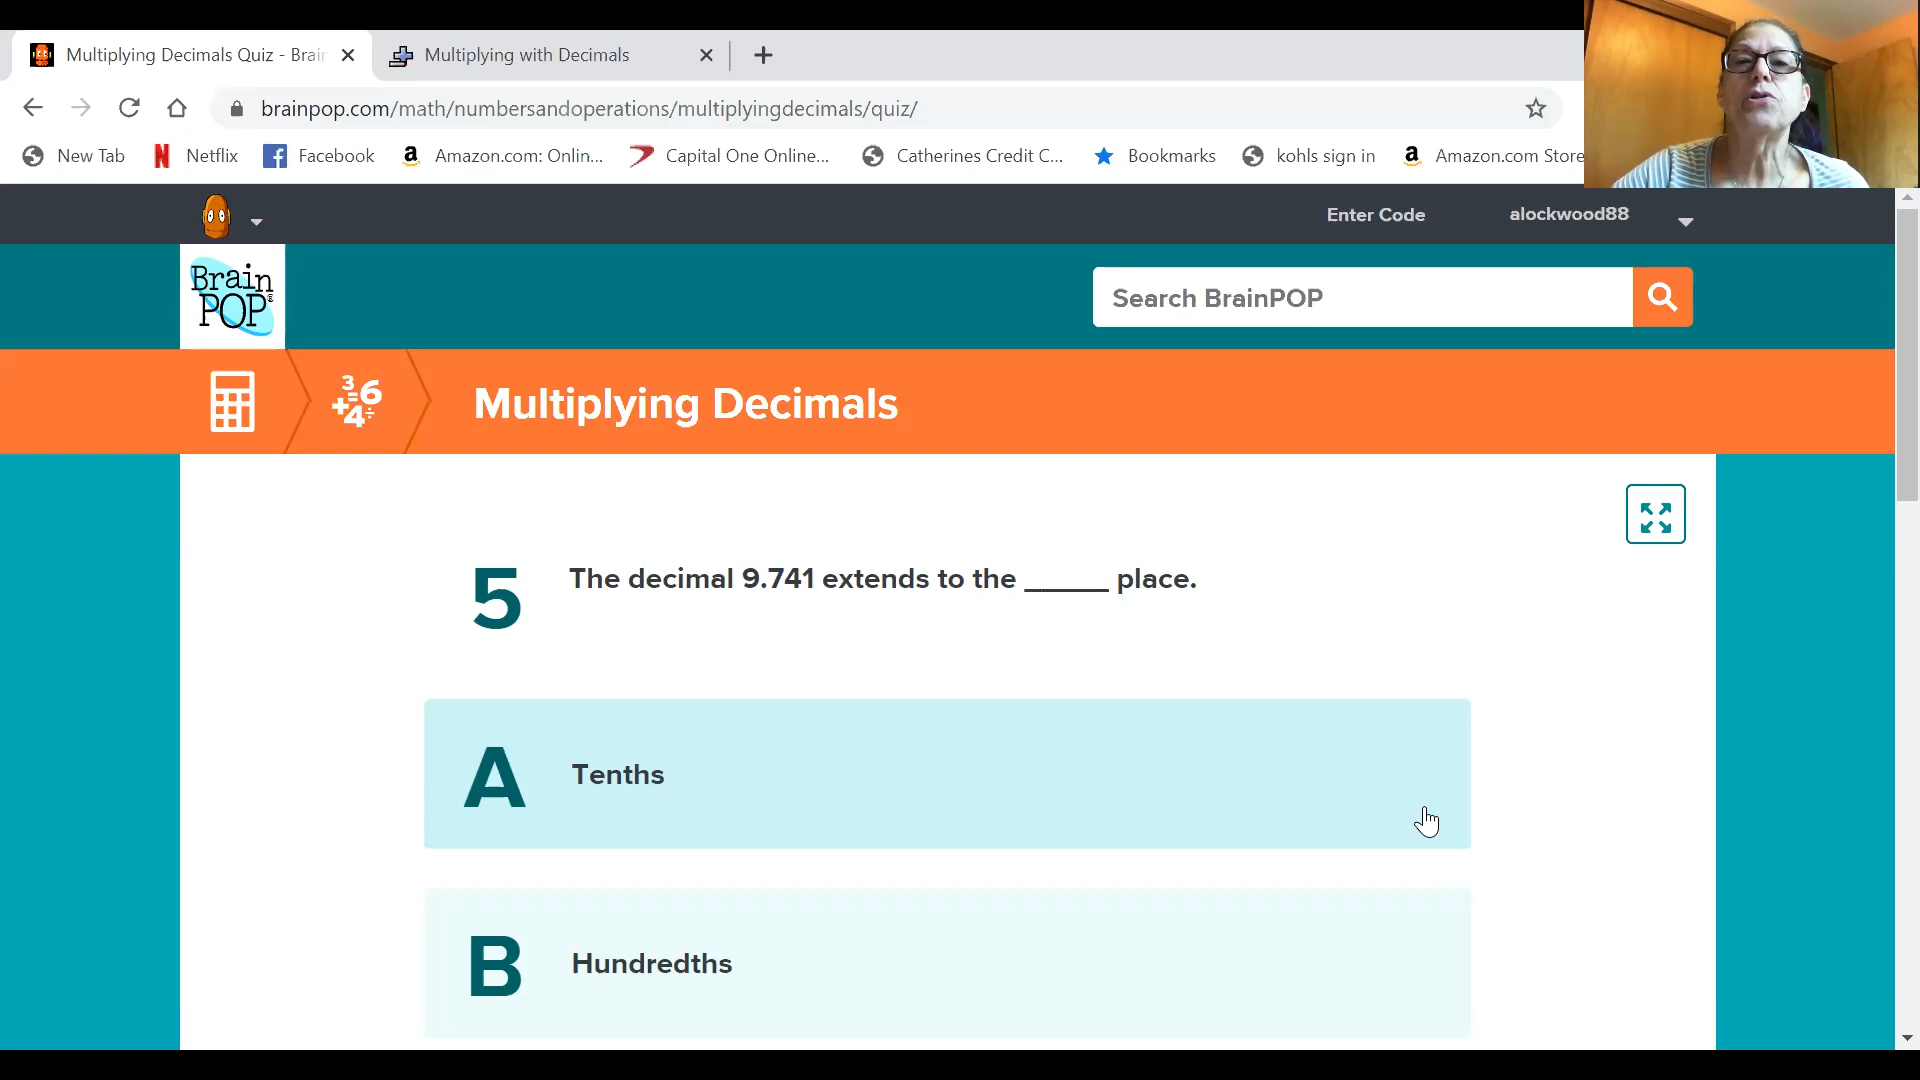 Multiplying Decimals Quiz - Brain
Multiplying with Decimals
brainpop.com/math/numbersandoperations/multiplyingdecimals/quiz/
New Tab
Netflix
Facebook
Amazon.com: Onlin...
Capital One Online...
Catherines Credit C...
Bookmarks
kohls sign in
Amazon.com Store
Enter Code
alockwood88
Brain
POP®
Search BrainPOP
3 6
+ = 4 ÷
Multiplying Decimals
5 The decimal 9.741 extends to the ______ place.
A Tenths
B Hundredths